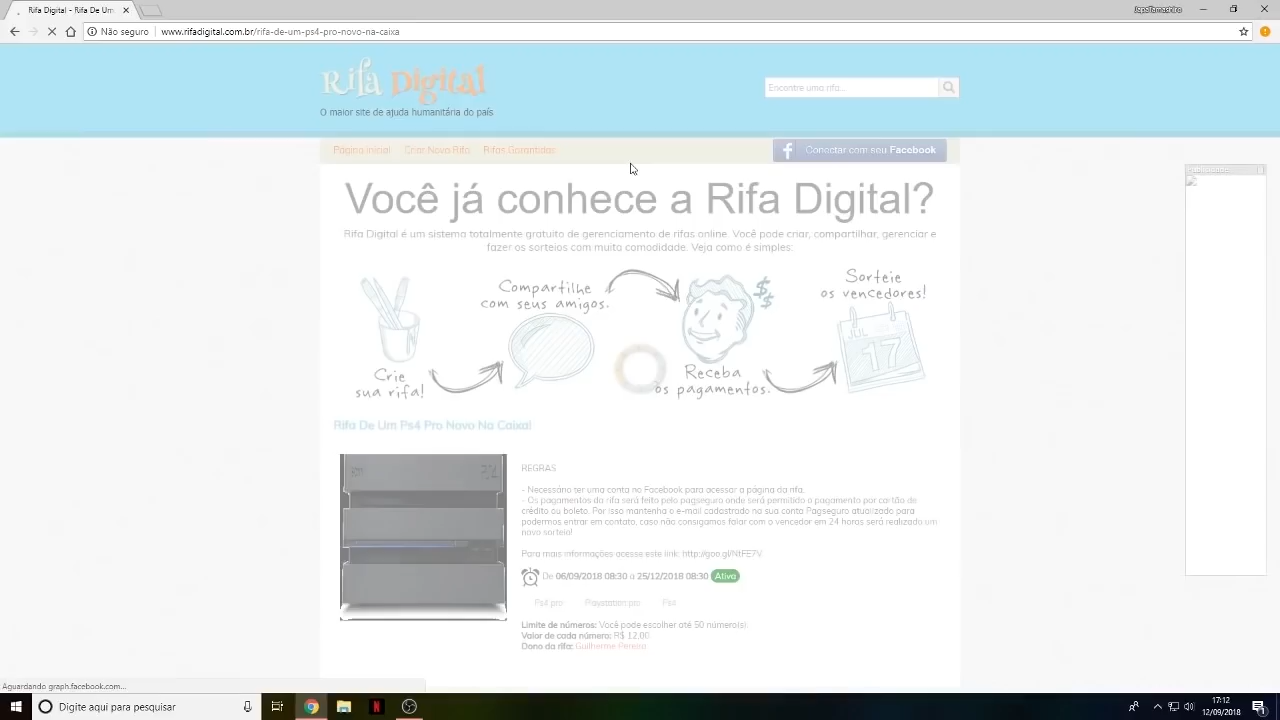 Rifa Digital - Rifa De Um
JapoTomasteiro
Não seguro
www.rifadigital.com.br/rifa-de-um-ps4-pro-novo-na-caixa
Rifa Digital
O maior site de ajuda humanitária do país
Encontre uma rifa...
Página Inicial Criar Nova Rifa Rifas Garantidas
Conectar com seu Facebook
Você já conhece a Rifa Digital?
Rifa Digital é um sistema totalmente gratuito de gerenciamento de rifas online. Você pode criar, compartilhar, gerenciar e
fazer os sorteios com muita comodidade. Veja como é simples:
Crie
sua rifa!
Compartilhe
com seus amigos.
$$
Receba
os pagamentos.
Sorteie
os vencedores!
JUL
17
Rifa De Um Ps4 Pro Novo Na Caixa!
REGRAS
- Necessário ter uma conta no Facebook para acessar a página da rifa.
- Os pagamentos da rifa será feito pelo pagseguro onde será permitido o pagamento por cartão de
crédito ou boleto. Por isso mantenha o e-mail cadastrado na sua conta Pagseguro atualizado para
podermos entrar em contato, caso não consigamos falar com o vencedor em 24 horas será realizado um
novo sorteio!
Para mais informações acesse este link: http://goo.gl/NtFE7V
De 06/09/2018 08:30 a 25/12/2018 08:30 Ativa
Ps4 pro Playstation pro Ps4
Limite de números: Você pode escolher até 50 número(s)
Valor de cada número: R$ 12,00
Dono da rifa: Guilherme Pereira
Aguardando graph.facebook.com...
Digite aqui para pesquisar
17:12
12/09/2018